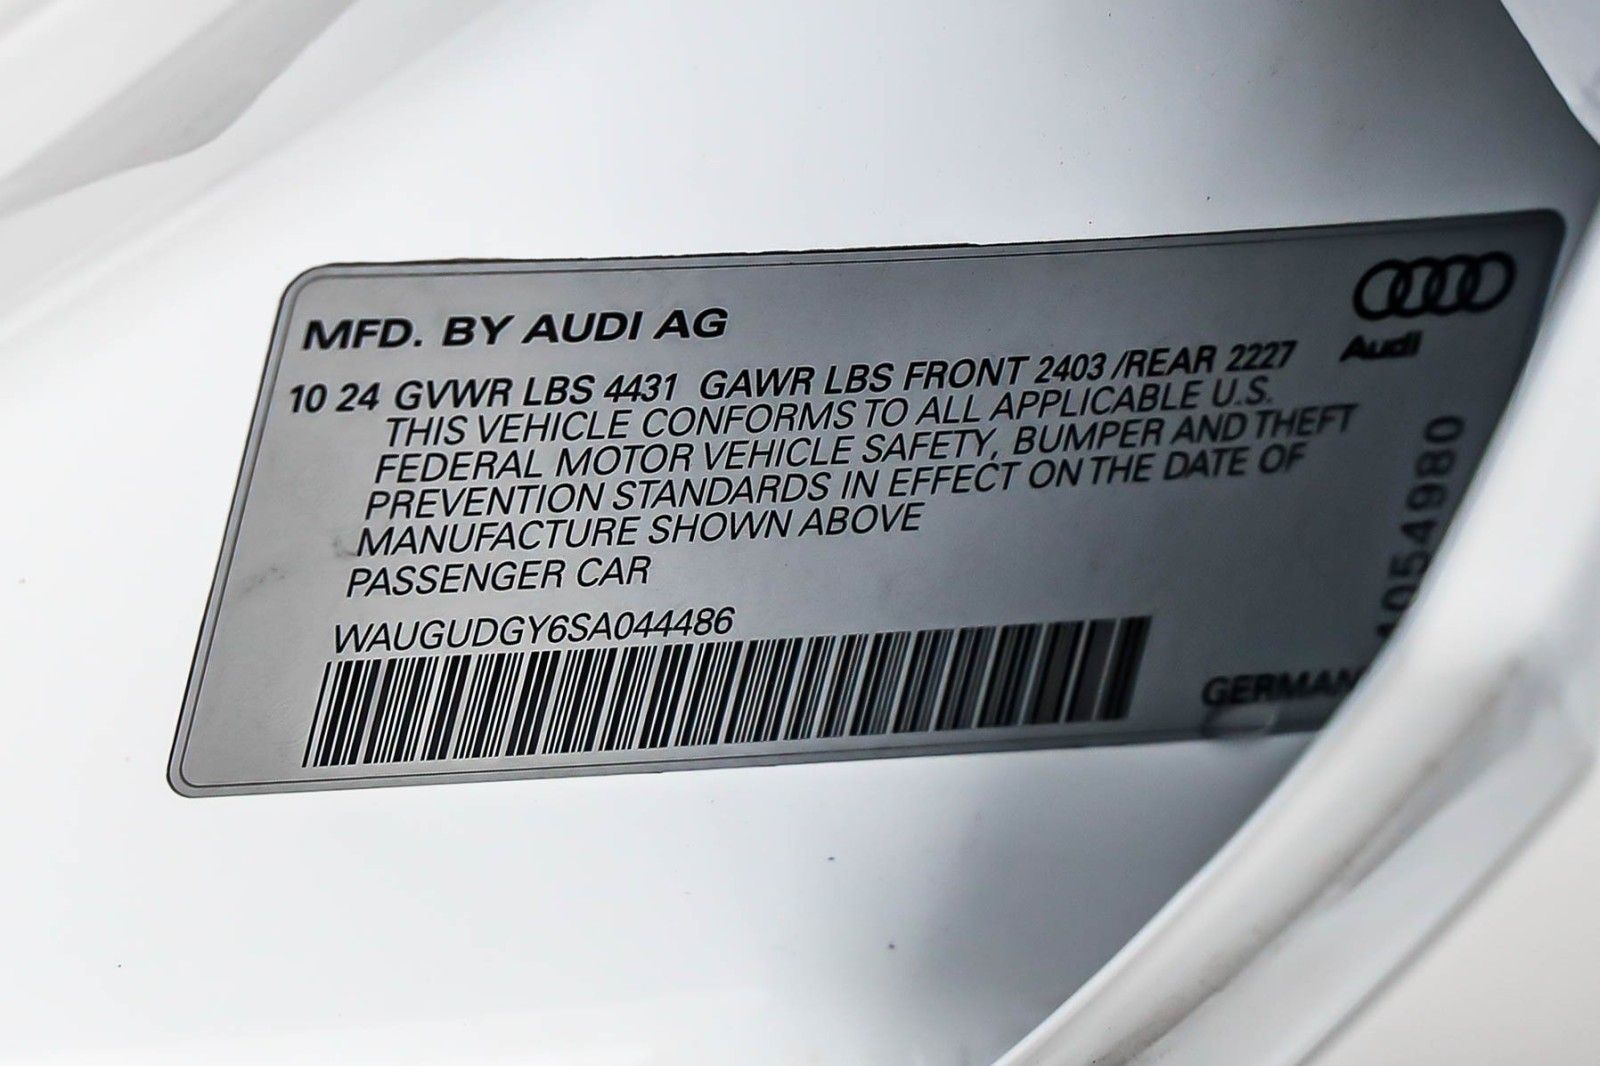 MFD. BY AUDI AG
Audi
10 24 GVWR LBS 4431 GAWR LBS FRONT 2403 /REAR 2227
THIS VEHICLE CONFORMS TO ALL APPLICABLE U.S.
FEDERAL MOTOR VEHICLE SAFETY, BUMPER AND THEFT
PREVENTION STANDARDS IN EFFECT ON THE DATE OF
MANUFACTURE SHOWN ABOVE
PASSENGER CAR
WAUGUDGY6SA044486
GERMAN